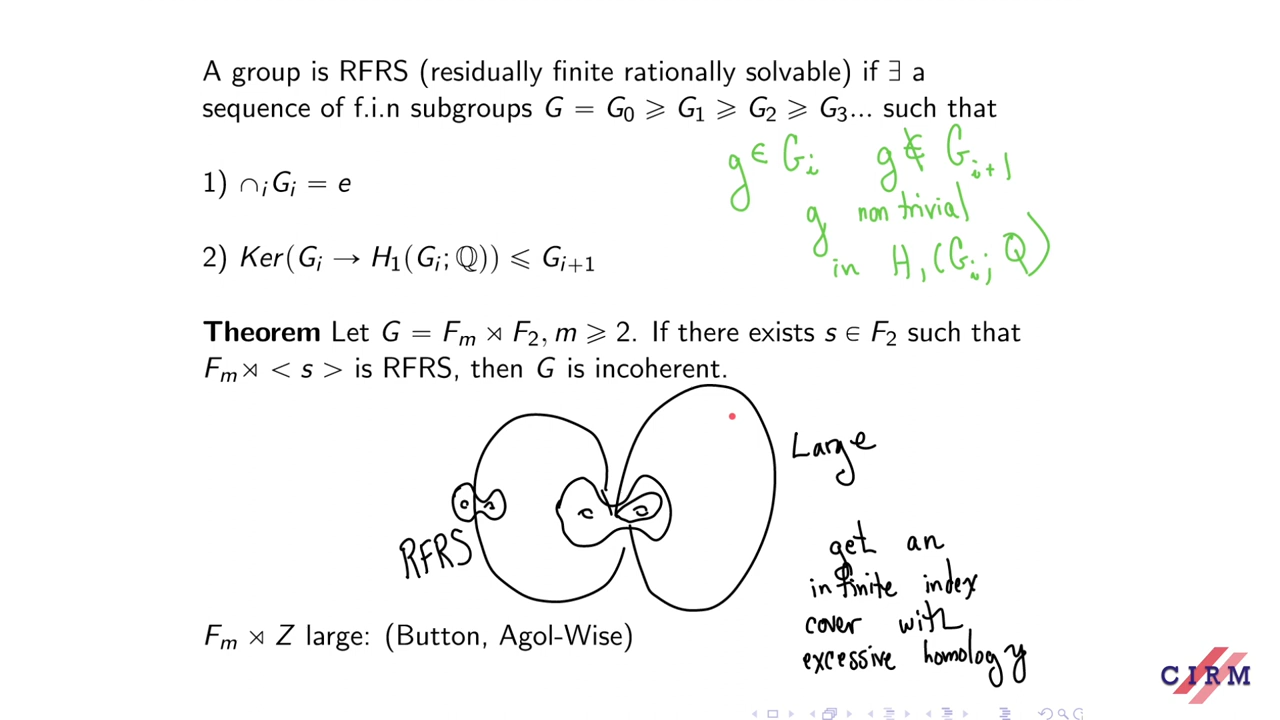 A group is RFRS (residually finite rationally solvable) if ∃ a
sequence of f.i.n subgroups G = G₀ ⩾ G₁ ⩾ G₂ ⩾ G₃... such that
g ∈ Gᵢ g ∉ Gᵢ₊₁
1) ∩ᵢGᵢ = e
g non trivial
2) Ker(Gᵢ → H₁(Gᵢ; ℚ)) ⩽ Gᵢ₊₁
in H₁(Gᵢ; Q)
Theorem Let G = Fₘ ⋊ F₂, m ⩾ 2. If there exists s ∈ F₂ such that
Fₘ⋊ < s > is RFRS, then G is incoherent.
Large
RFRS
get an
infinite index
cover with
excessive homology
Fₘ ⋊ Z large: (Button, Agol-Wise)
CIRM